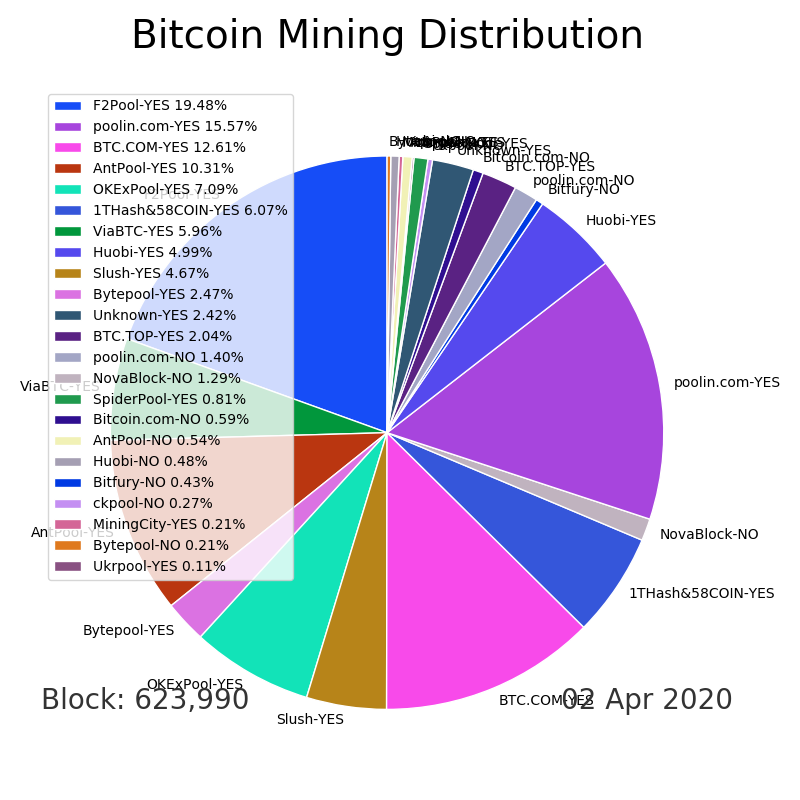 Bitcoin Mining Distribution
F2Pool-YES 19.48%
poolin.com-YES 15.57%
BTC.COM-YES 12.61%
AntPool-YES 10.31%
OKExPool-YES 7.09%
1THash&58COIN-YES 6.07%
ViaBTC-YES 5.96%
Huobi-YES 4.99%
Slush-YES 4.67%
Bytepool-YES 2.47%
Unknown-YES 2.42%
BTC.TOP-YES 2.04%
poolin.com-NO 1.40%
NovaBlock-NO 1.29%
SpiderPool-YES 0.81%
Bitcoin.com-NO 0.59%
AntPool-NO 0.54%
Huobi-NO 0.48%
Bitfury-NO 0.43%
ckpool-NO 0.27%
MiningCity-YES 0.21%
Bytepool-NO 0.21%
Ukrpool-YES 0.11%
Unknown-YES
Bitcoin.com-NO
BTC.TOP-YES
poolin.com-NO
Bitfury-NO
Huobi-YES
poolin.com-YES
NovaBlock-NO
1THash&58COIN-YES
BTC.COM-YES
Slush-YES
OKExPool-YES
Bytepool-YES
AntPool-YES
ViaBTC-YES
F2Pool-YES
Block: 623,990
02 Apr 2020